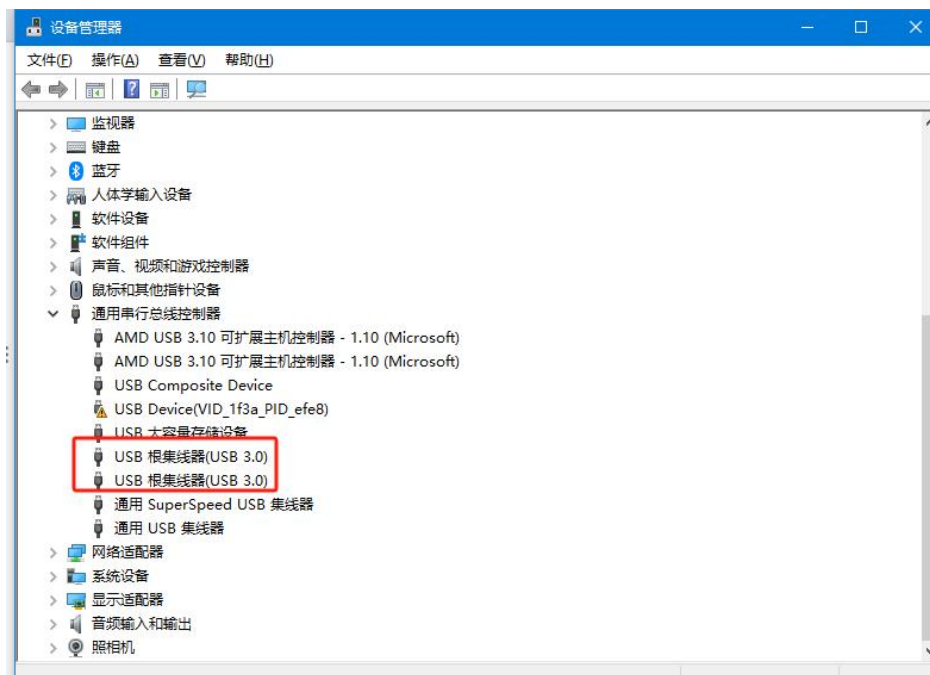 设备管理器
文件(F) 操作(A) 查看(V) 帮助(H)
监视器
键盘
蓝牙
人体学输入设备
软件设备
软件组件
声音、视频和游戏控制器
鼠标和其他指针设备
通用串行总线控制器
AMD USB 3.10 可扩展主机控制器 - 1.10 (Microsoft)
AMD USB 3.10 可扩展主机控制器 - 1.10 (Microsoft)
USB Composite Device
USB Device(VID_1f3a_PID_efe8)
USB 大容量存储设备
USB 根集线器(USB 3.0)
USB 根集线器(USB 3.0)
通用 SuperSpeed USB 集线器
通用 USB 集线器
网络适配器
系统设备
显示适配器
音频输入和输出
照相机